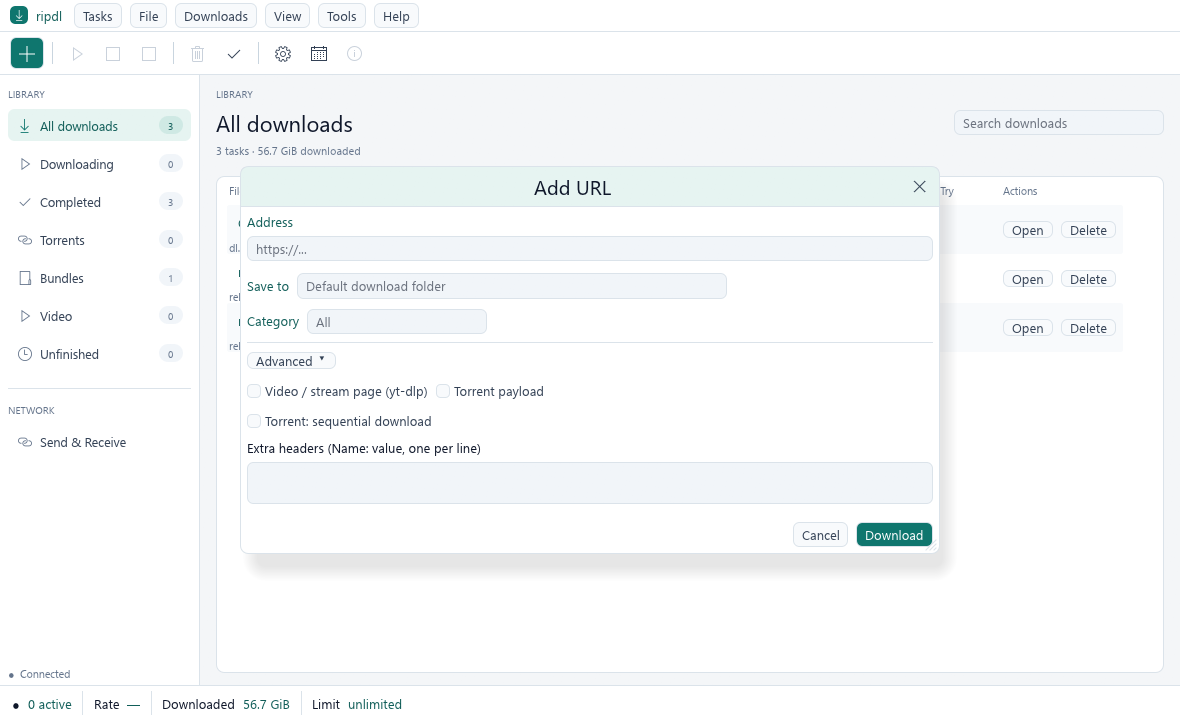 ripdl Tasks File Downloads View Tools Help
LIBRARY
All downloads 3
Downloading 0
Completed 3
Torrents 0
Bundles 1
Video 0
Unfinished 0
NETWORK
Send & Receive
Connected
LIBRARY
All downloads
Search downloads
3 tasks · 56.7 GiB downloaded
Try Actions
Open Delete
Open Delete
Open Delete
Add URL
Address
https://...
Save to Default download folder
Category All
Advanced
Video / stream page (yt-dlp) Torrent payload
Torrent: sequential download
Extra headers (Name: value, one per line)
Cancel Download
0 active Rate — Downloaded 56.7 GiB Limit unlimited